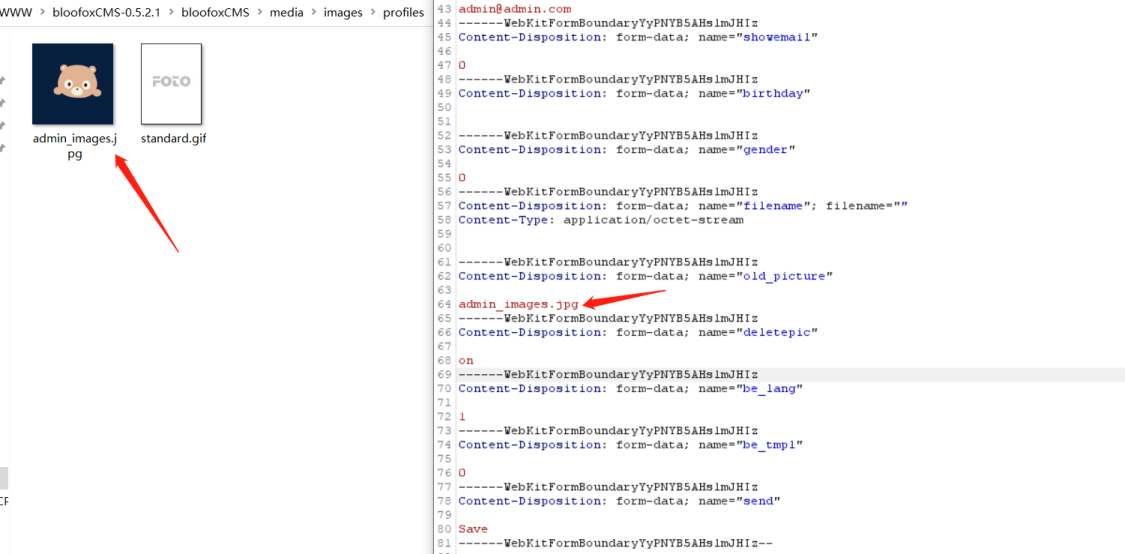 WWW > bloofoxCMS-0.5.2.1 > bloofoxCMS > media > images > profiles
FOTO
admin_images.j
pg
standard.gif
43 admin@admin.com
44 ------WebKitFormBoundaryYyPNYB5AHslmJHIz
45 Content-Disposition: form-data; name="showemail"
46
47 0
48 ------WebKitFormBoundaryYyPNYB5AHslmJHIz
49 Content-Disposition: form-data; name="birthday"
50
51
52 ------WebKitFormBoundaryYyPNYB5AHslmJHIz
53 Content-Disposition: form-data; name="gender"
54
55 0
56 ------WebKitFormBoundaryYyPNYB5AHslmJHIz
57 Content-Disposition: form-data; name="filename"; filename=""
58 Content-Type: application/octet-stream
59
60
61 ------WebKitFormBoundaryYyPNYB5AHslmJHIz
62 Content-Disposition: form-data; name="old_picture"
63
64 admin_images.jpg
65 ------WebKitFormBoundaryYyPNYB5AHslmJHIz
66 Content-Disposition: form-data; name="deletepic"
67
68 on
69 ------WebKitFormBoundaryYyPNYB5AHslmJHIz
70 Content-Disposition: form-data; name="be_lang"
71
72 1
73 ------WebKitFormBoundaryYyPNYB5AHslmJHIz
74 Content-Disposition: form-data; name="be_tmpl"
75
76 0
77 ------WebKitFormBoundaryYyPNYB5AHslmJHIz
78 Content-Disposition: form-data; name="send"
79
80 Save
81 ------WebKitFormBoundaryYyPNYB5AHslmJHIz--